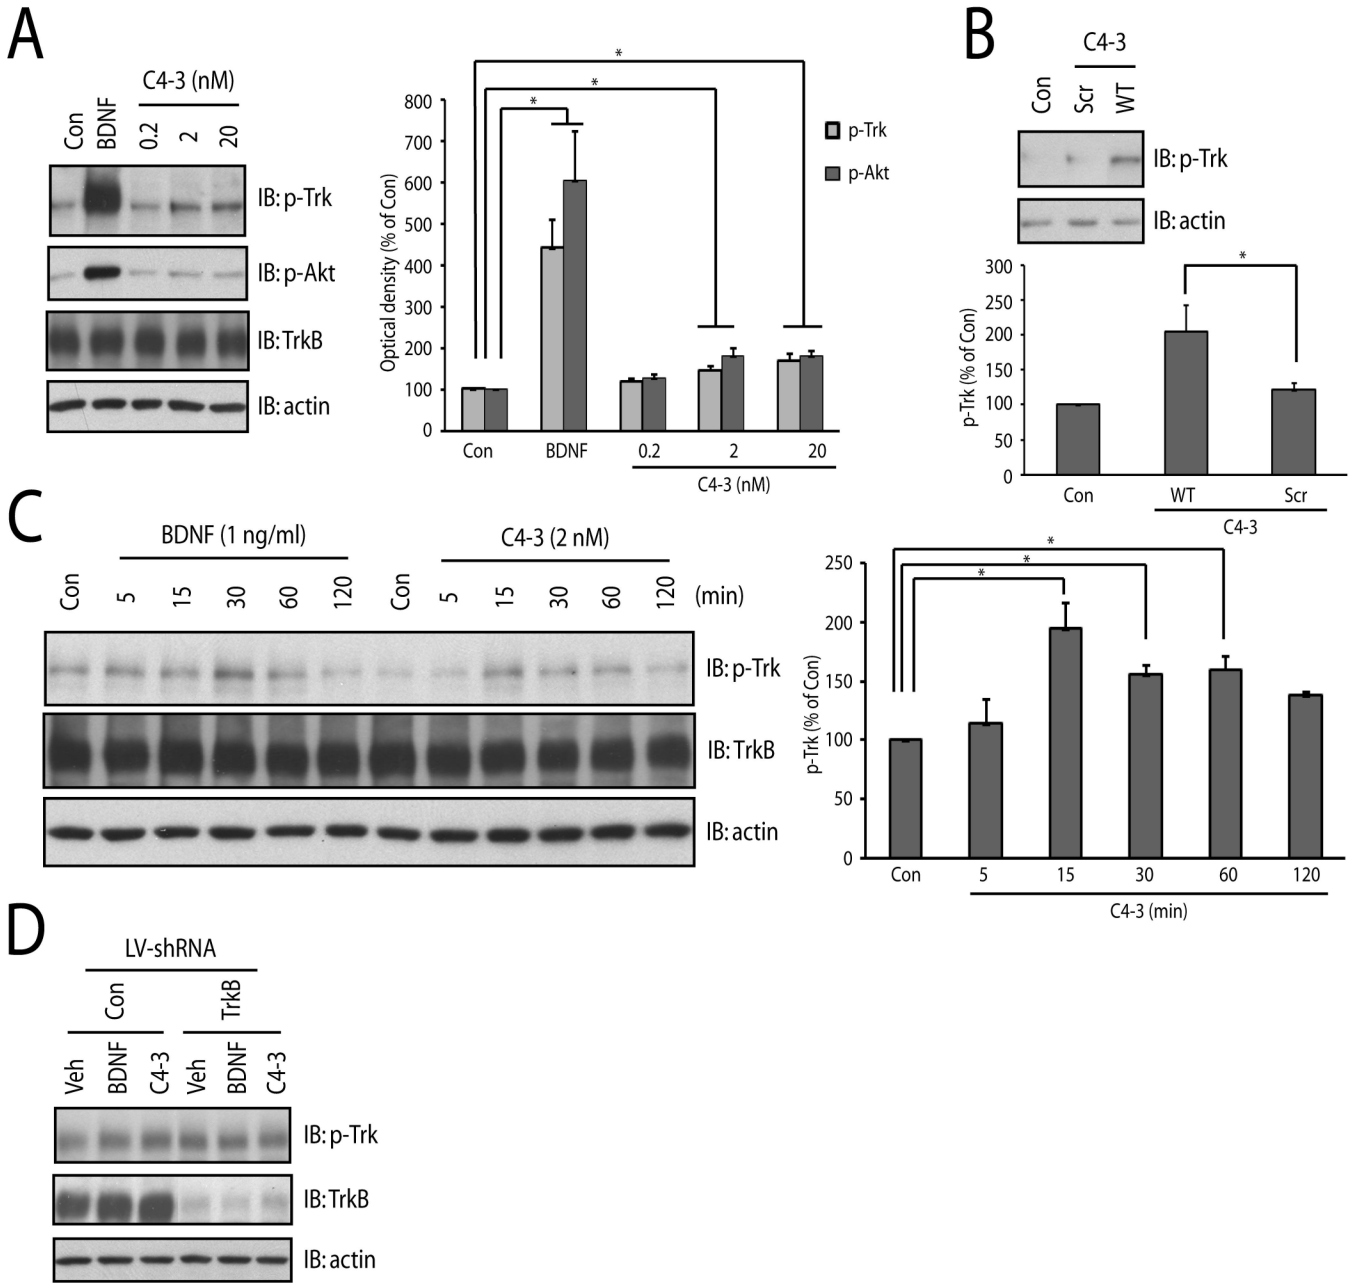 A
C4-3 (nM)
Con
BDNF
0.2
2
20
IB: p-Trk
IB: p-Akt
IB: TrkB
IB: actin
Optical density (% of Con)
800
700
600
500
400
300
200
100
0
*
*
*
p-Trk
p-Akt
Con BDNF 0.2 2 20
C4-3 (nM)
B
C4-3
Con
Scr
WT
IB: p-Trk
IB: actin
p-Trk (% of Con)
300
250
200
150
100
50
0
*
Con WT Scr
C4-3
C
BDNF (1 ng/ml) C4-3 (2 nM)
Con 5 15 30 60 120 Con 5 15 30 60 120 (min)
IB: p-Trk
IB: TrkB
IB: actin
p-Trk (% of Con)
250
200
150
100
50
0
*
*
*
Con 5 15 30 60 120
C4-3 (min)
D
LV-shRNA
Con TrkB
Veh BDNF C4-3 Veh BDNF C4-3
IB: p-Trk
IB: TrkB
IB: actin